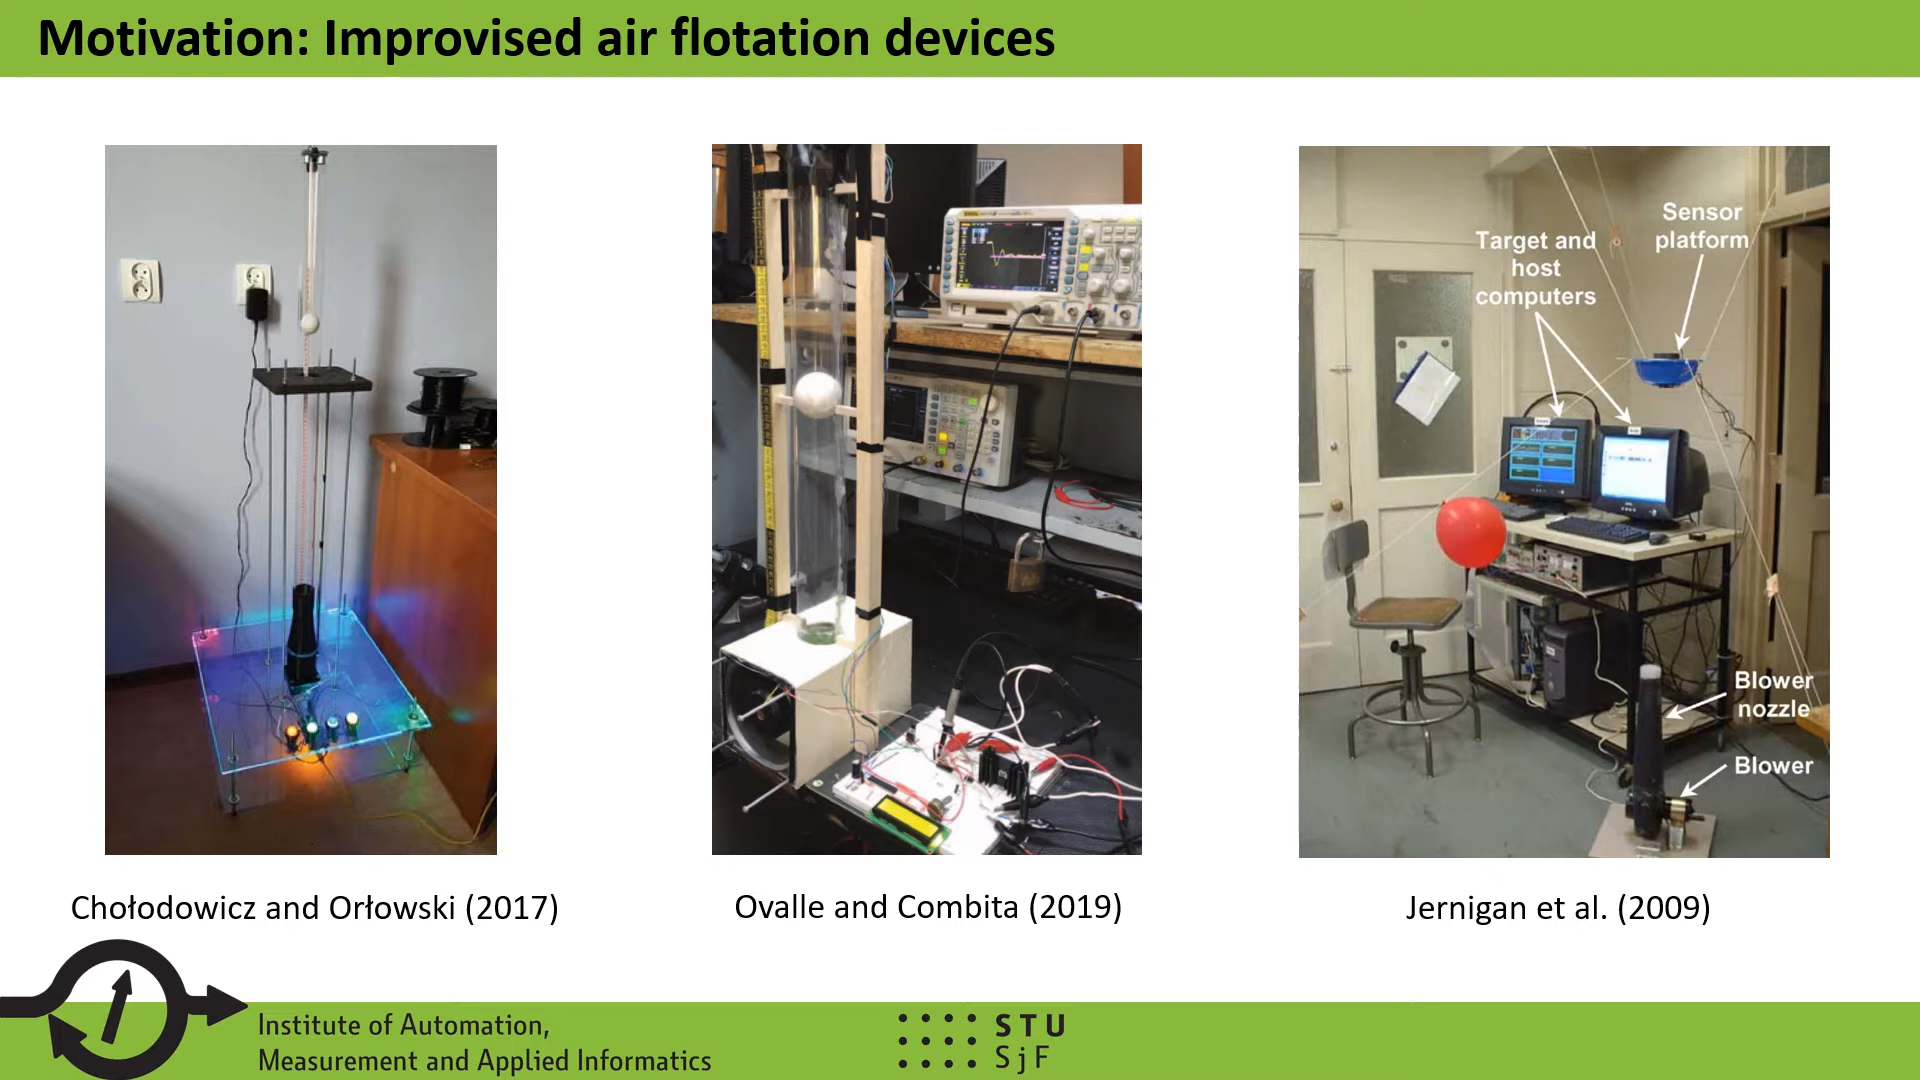 Motivation: Improvised air flotation devices
Sensor
platform
Target and
host
computers
Blower
nozzle
Blower
Chołodowicz and Orłowski (2017)
Ovalle and Combita (2019)
Jernigan et al. (2009)
Institute of Automation,
Measurement and Applied Informatics
STU
SjF